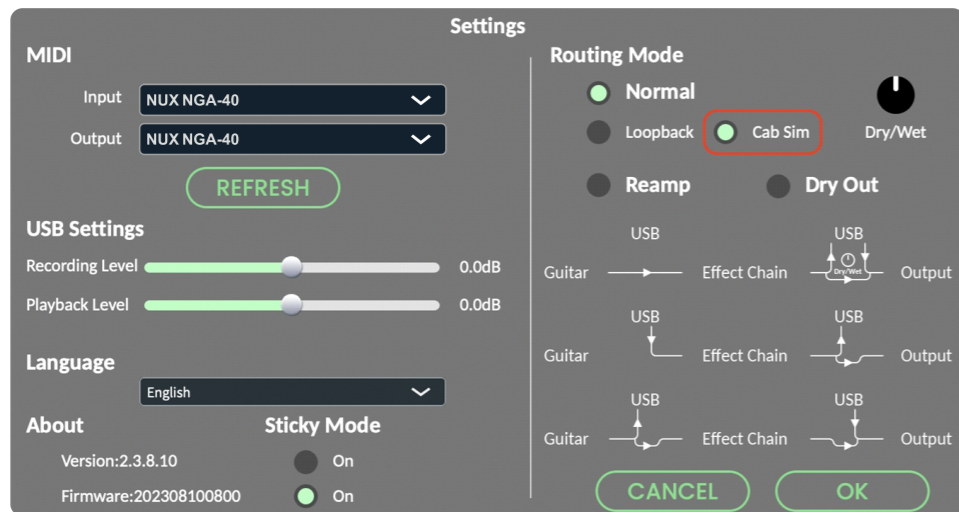 Settings
MIDI
Input NUX NGA-40
Output NUX NGA-40
REFRESH
USB Settings
Recording Level 0.0dB
Playback Level 0.0dB
Language
English
About
Sticky Mode
Version:2.3.8.10
On
Firmware:202308100800
On
Routing Mode
Normal
Loopback Cab Sim Dry/Wet
Reamp Dry Out
USB USB
Dry/Wet
Guitar Effect Chain Output
USB USB
Guitar Effect Chain Output
USB USB
Guitar Effect Chain Output
CANCEL OK